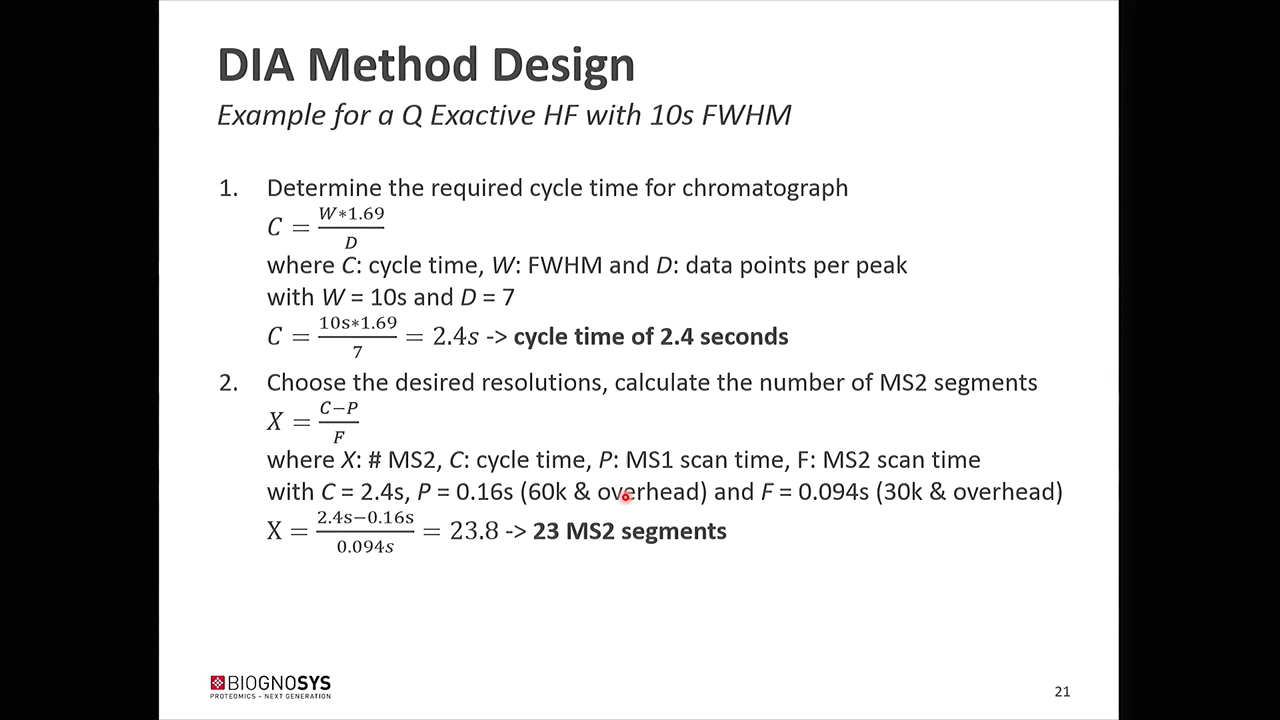 DIA Method Design
Example for a Q Exactive HF with 10s FWHM
1. Determine the required cycle time for chromatograph
C = W*1.69 / D
where C: cycle time, W: FWHM and D: data points per peak
with W = 10s and D = 7
C = 10s*1.69 / 7 = 2.4s -> cycle time of 2.4 seconds
2. Choose the desired resolutions, calculate the number of MS2 segments
X = C−P / F
where X: # MS2, C: cycle time, P: MS1 scan time, F: MS2 scan time
with C = 2.4s, P = 0.16s (60k & overhead) and F = 0.094s (30k & overhead)
X = 2.4s−0.16s / 0.094s = 23.8 -> 23 MS2 segments
BIOGNOSYS
PROTEOMICS – NEXT GENERATION
21